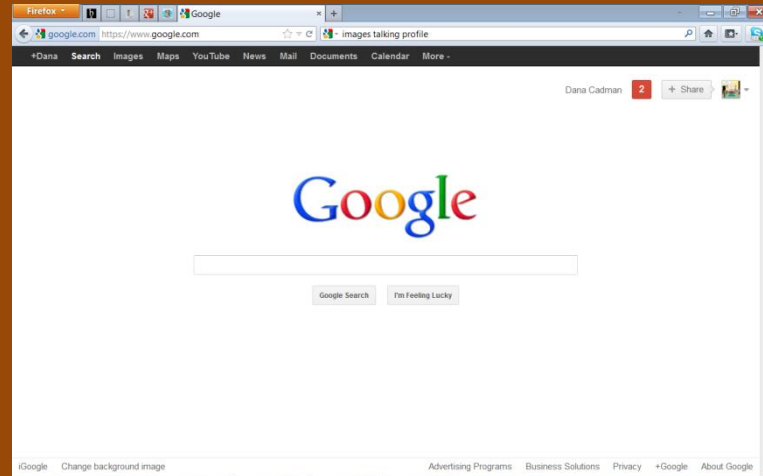 Firefox
Google
google.com https://www.google.com - images talking profile
+Dana Search Images Maps YouTube News Mail Documents Calendar More
Dana Cadman 2 + Share
Google
Google Search I'm Feeling Lucky
iGoogle Change background image Advertising Programs Business Solutions Privacy +Google About Google